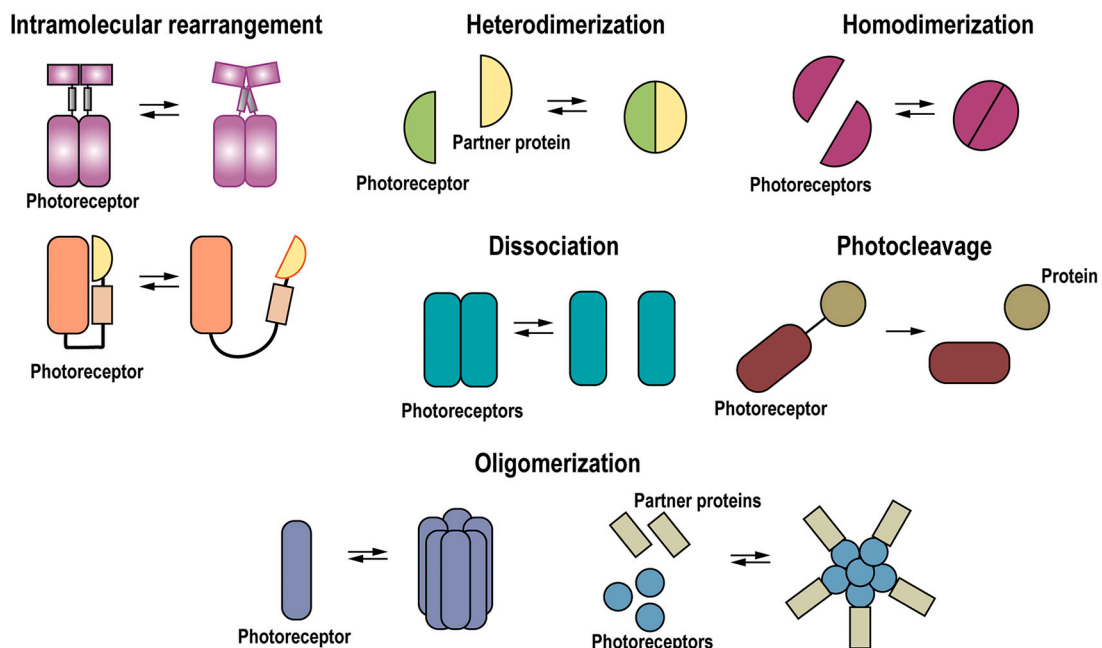 Intramolecular rearrangement
Photoreceptor
Photoreceptor
Heterodimerization
Partner protein
Photoreceptor
Homodimerization
Photoreceptors
Dissociation
Photoreceptors
Photocleavage
Protein
Photoreceptor
Oligomerization
Photoreceptor
Partner proteins
Photoreceptors